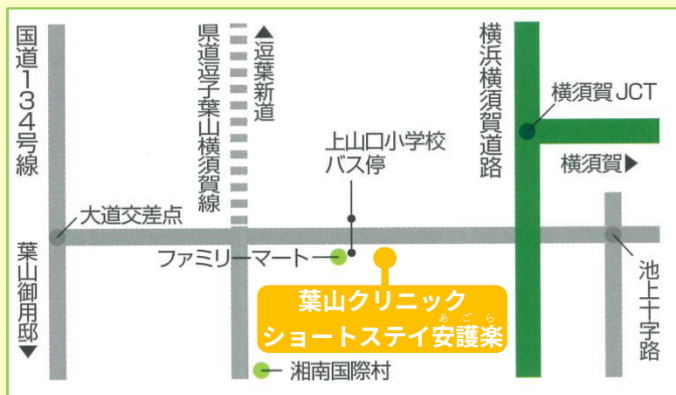 国道134号線
県道逗子葉山横須賀線
▲逗葉新道
横浜横須賀道路
横須賀JCT
横須賀▶
上山口小学校
バス停
大道交差点
ファミリーマート
葉山御用邸▼
葉山クリニック
あごら
ショートステイ安護楽
池上十字路
湘南国際村